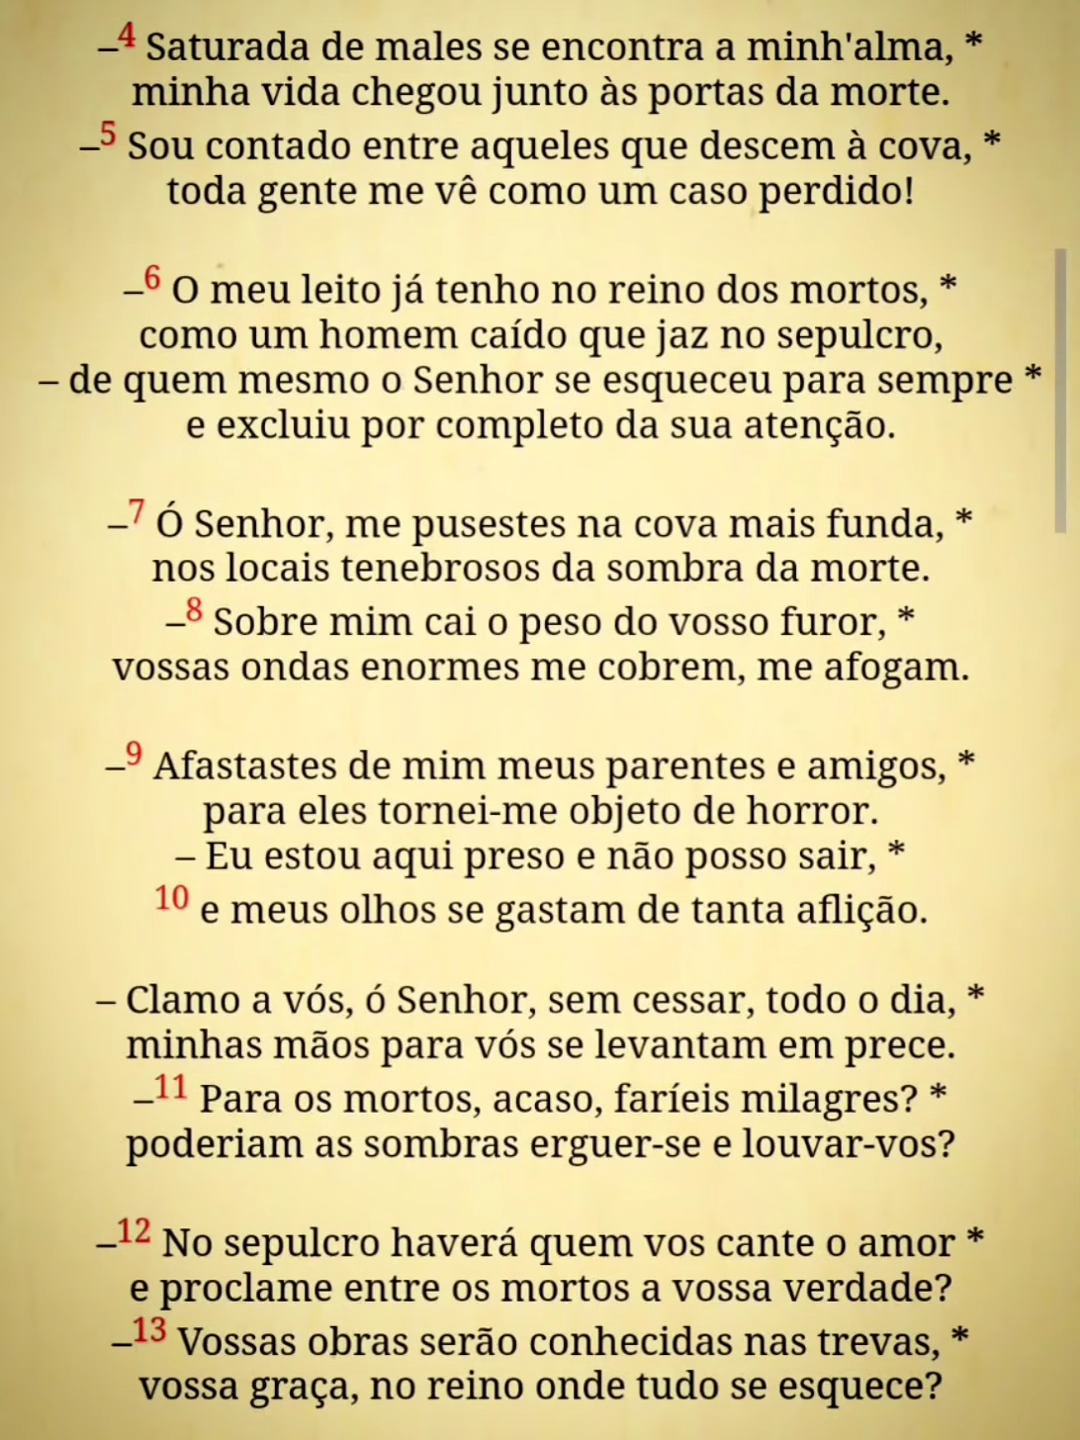 –4 Saturada de males se encontra a minh'alma, *
minha vida chegou junto às portas da morte.
–5 Sou contado entre aqueles que descem à cova, *
toda gente me vê como um caso perdido!
–6 O meu leito já tenho no reino dos mortos, *
como um homem caído que jaz no sepulcro,
– de quem mesmo o Senhor se esqueceu para sempre *
e excluiu por completo da sua atenção.
–7 Ó Senhor, me pusestes na cova mais funda, *
nos locais tenebrosos da sombra da morte.
–8 Sobre mim cai o peso do vosso furor, *
vossas ondas enormes me cobrem, me afogam.
–9 Afastastes de mim meus parentes e amigos, *
para eles tornei-me objeto de horror.
– Eu estou aqui preso e não posso sair, *
10 e meus olhos se gastam de tanta aflição.
– Clamo a vós, ó Senhor, sem cessar, todo o dia, *
minhas mãos para vós se levantam em prece.
–11 Para os mortos, acaso, faríeis milagres? *
poderiam as sombras erguer-se e louvar-vos?
–12 No sepulcro haverá quem vos cante o amor *
e proclame entre os mortos a vossa verdade?
–13 Vossas obras serão conhecidas nas trevas, *
vossa graça, no reino onde tudo se esquece?